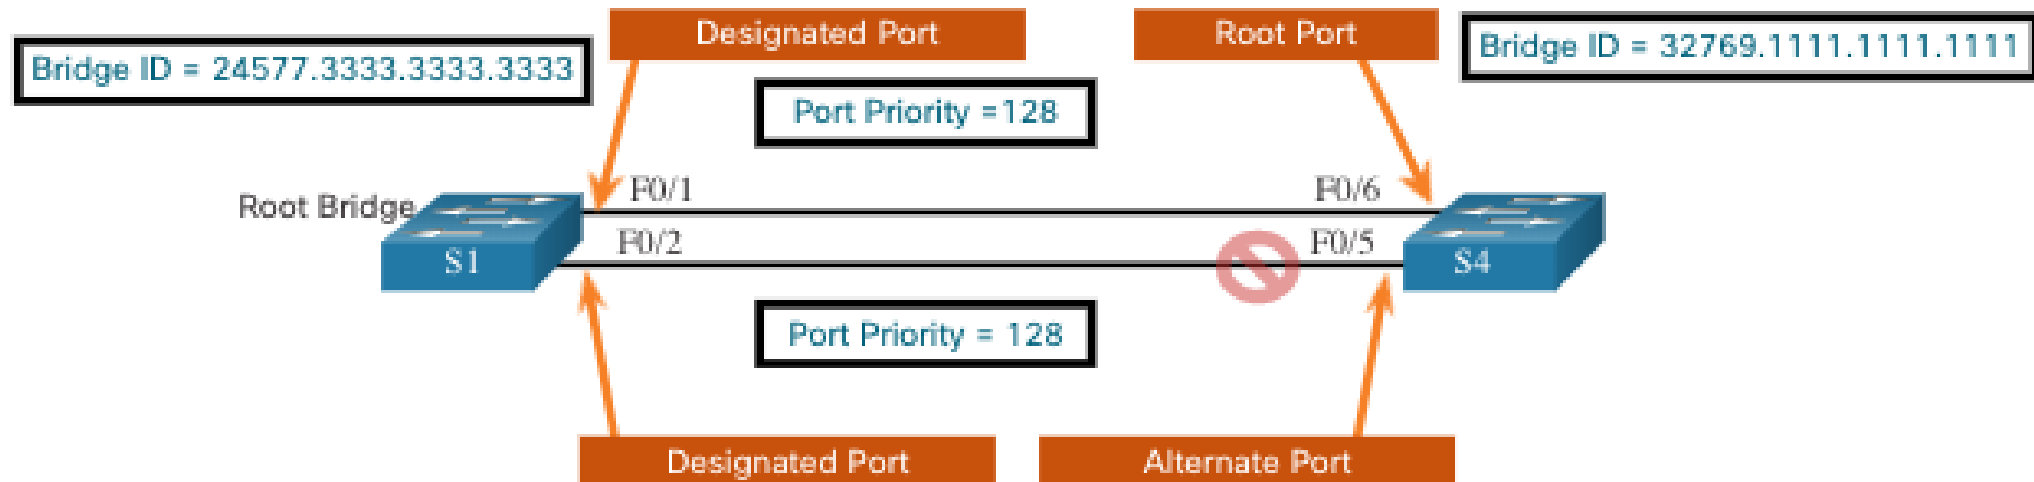 Designated Port
Root Port
Bridge ID = 24577.3333.3333.3333
Bridge ID = 32769.1111.1111.1111
Port Priority =128
Root Bridge
F0/1
F0/6
F0/2
F0/5
S1
S4
Port Priority = 128
Designated Port
Alternate Port